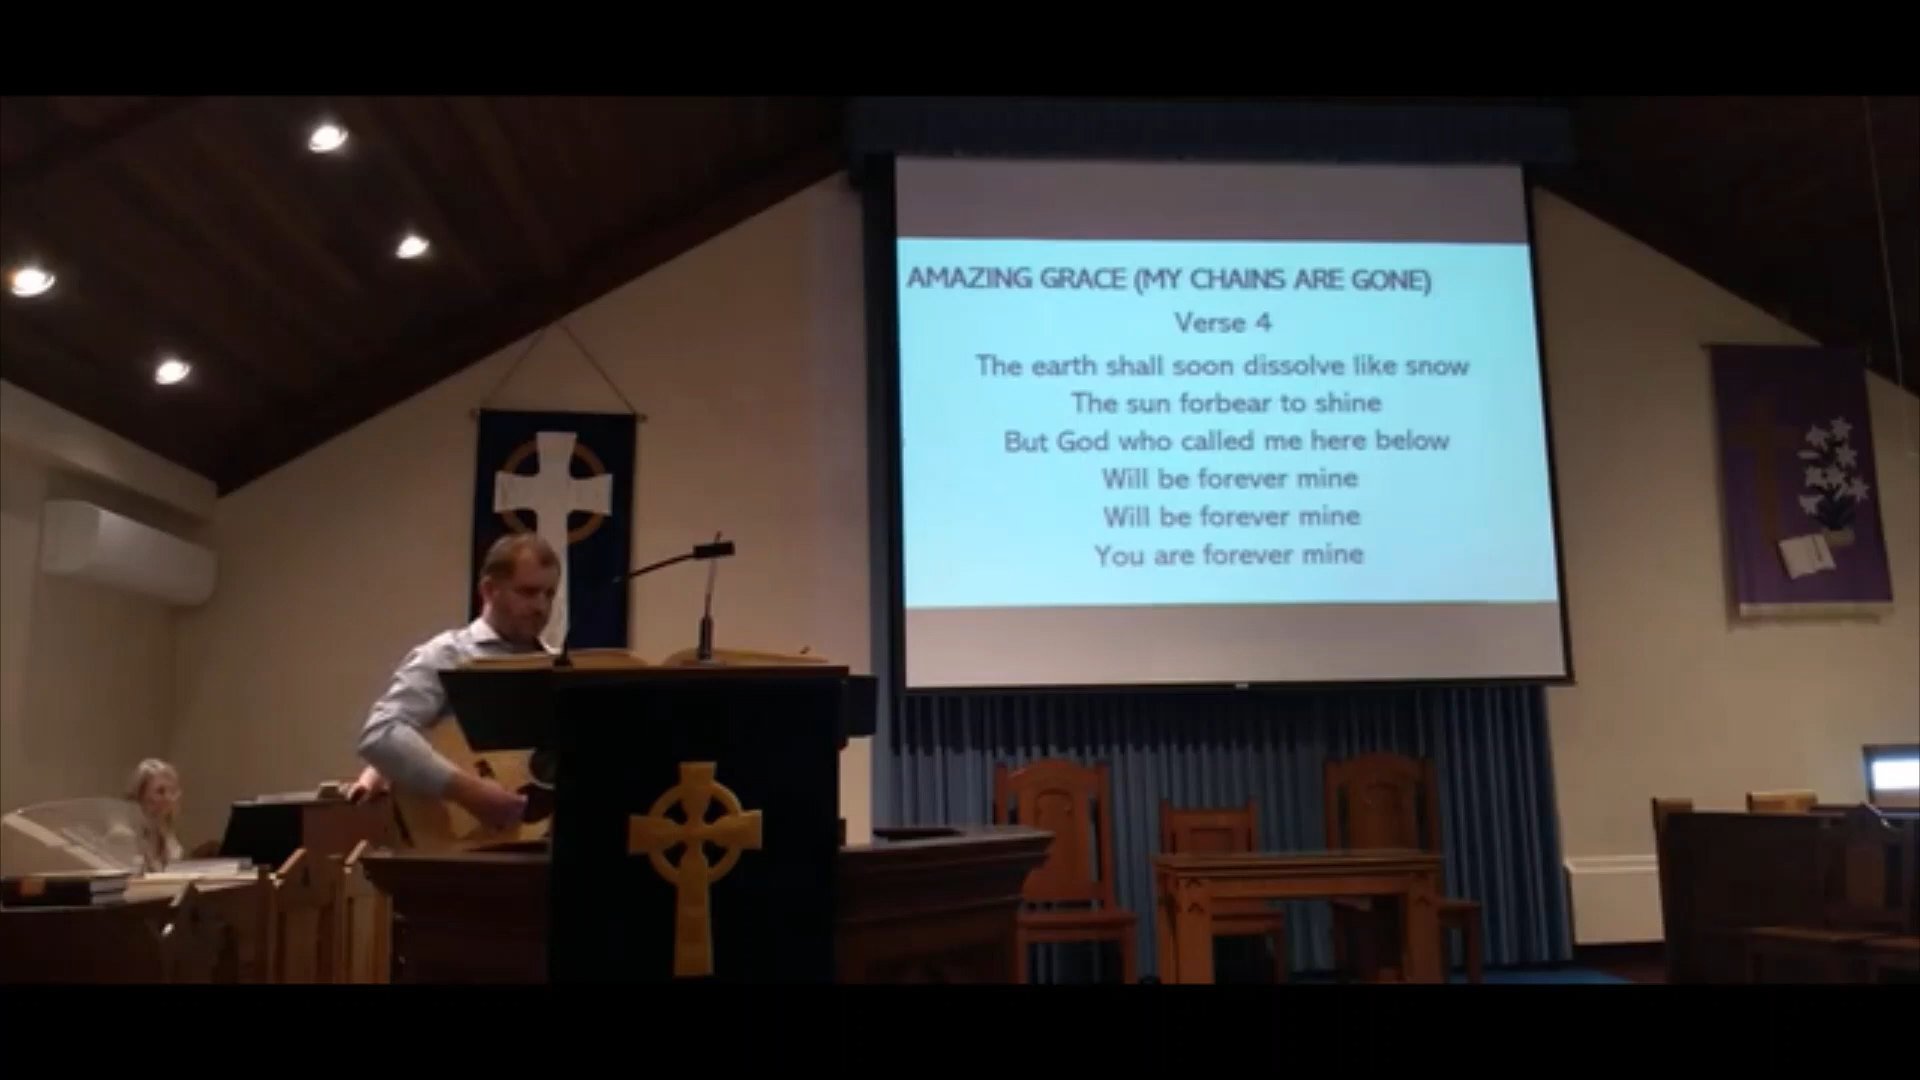 AMAZING GRACE (MY CHAINS ARE GONE)
Verse 4
The earth shall soon dissolve like snow
The sun forbear to shine
But God who called me here below
Will be forever mine
Will be forever mine
You are forever mine